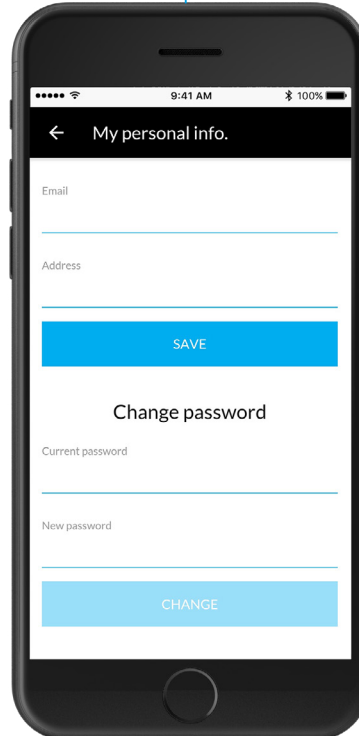 9:41 AM 100%
My personal info.
Email
Address
SAVE
Change password
Current password
New password
CHANGE